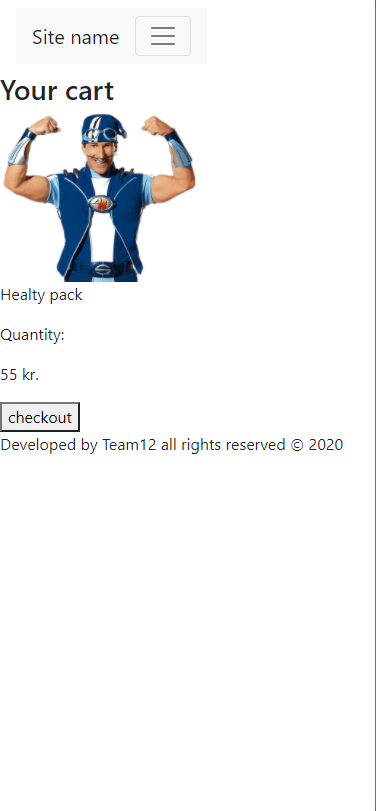 Site name
Your cart
Healty pack
Quantity:
55 kr.
checkout
Developed by Team12 all rights reserved © 2020